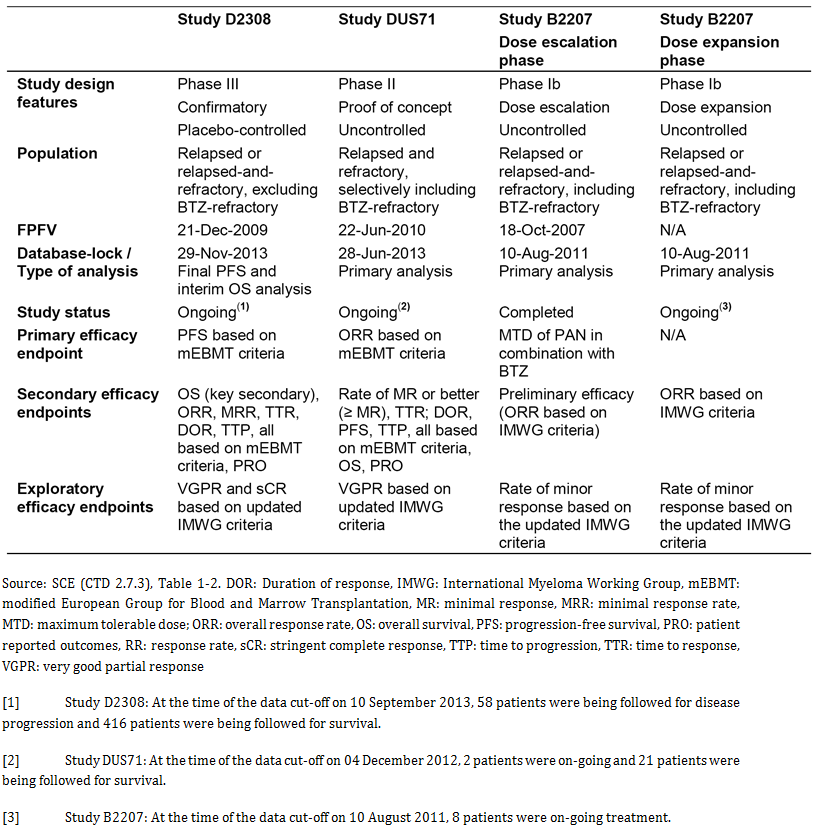 Study D2308 Study DUS71 Study B2207 Study B2207
Dose escalation Dose expansion
phase phase
Study design Phase III Phase II Phase Ib Phase Ib
features
Confirmatory Proof of concept Dose escalation Dose expansion
Placebo-controlled Uncontrolled Uncontrolled Uncontrolled
Population Relapsed or Relapsed and Relapsed or Relapsed or
relapsed-and- refractory, relapsed-and- relapsed-and-
refractory, excluding selectively including refractory, including refractory, including
BTZ-refractory BTZ-refractory BTZ-refractory BTZ-refractory
FPFV 21-Dec-2009 22-Jun-2010 18-Oct-2007 N/A
Database-lock / 29-Nov-2013 28-Jun-2013 10-Aug-2011 10-Aug-2011
Type of analysis Final PFS and Primary analysis Primary analysis Primary analysis
interim OS analysis
Study status Ongoing(1) Ongoing(2) Completed Ongoing(3)
Primary efficacy PFS based on ORR based on MTD of PAN in N/A
endpoint mEBMT criteria mEBMT criteria combination with
BTZ
Secondary efficacy OS (key secondary), Rate of MR or better Preliminary efficacy ORR based on
endpoints ORR, MRR, TTR, (≥ MR), TTR; DOR, (ORR based on IMWG criteria
DOR, TTP, all PFS, TTP, all based IMWG criteria)
based on mEBMT on mEBMT criteria,
criteria, PRO OS, PRO
Exploratory VGPR and sCR VGPR based on Rate of minor Rate of minor
efficacy endpoints based on updated updated IMWG response based on response based on
IMWG criteria criteria the updated IMWG the updated IMWG
criteria criteria
Source: SCE (CTD 2.7.3), Table 1-2. DOR: Duration of response, IMWG: International Myeloma Working Group, mEBMT:
modified European Group for Blood and Marrow Transplantation, MR: minimal response, MRR: minimal response rate,
MTD: maximum tolerable dose; ORR: overall response rate, OS: overall survival, PFS: progression-free survival, PRO: patient
reported outcomes, RR: response rate, sCR: stringent complete response, TTP: time to progression, TTR: time to response,
VGPR: very good partial response
[1] Study D2308: At the time of the data cut-off on 10 September 2013, 58 patients were being followed for disease
progression and 416 patients were being followed for survival.
[2] Study DUS71: At the time of the data cut-off on 04 December 2012, 2 patients were on-going and 21 patients were
being followed for survival.
[3] Study B2207: At the time of the data cut-off on 10 August 2011, 8 patients were on-going treatment.